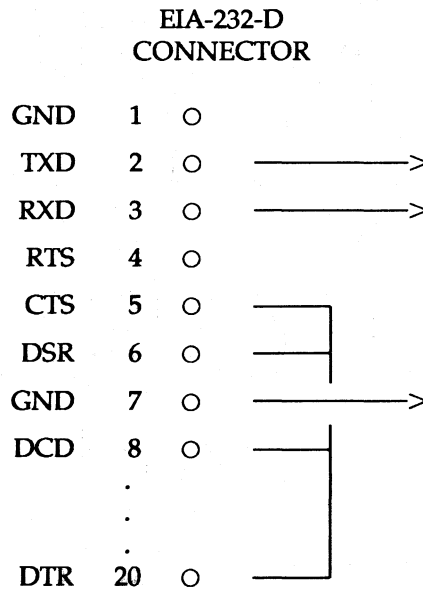 EIA-232-D
CONNECTOR
GND 1
TXD 2
RXD 3
RTS 4
CTS 5
DSR 6
GND 7
DCD 8
.
.
.
DTR 20